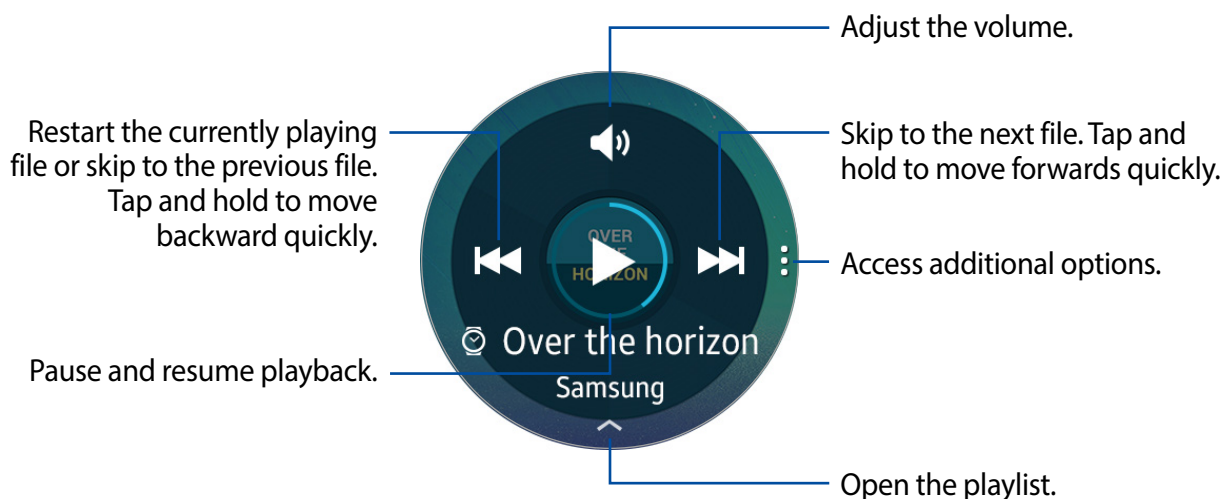 Adjust the volume.
Restart the currently playing
file or skip to the previous file.
Tap and hold to move
backward quickly.
Skip to the next file. Tap and
hold to move forwards quickly.
Access additional options.
OVER
HORIZON
Over the horizon
Samsung
Pause and resume playback.
Open the playlist.